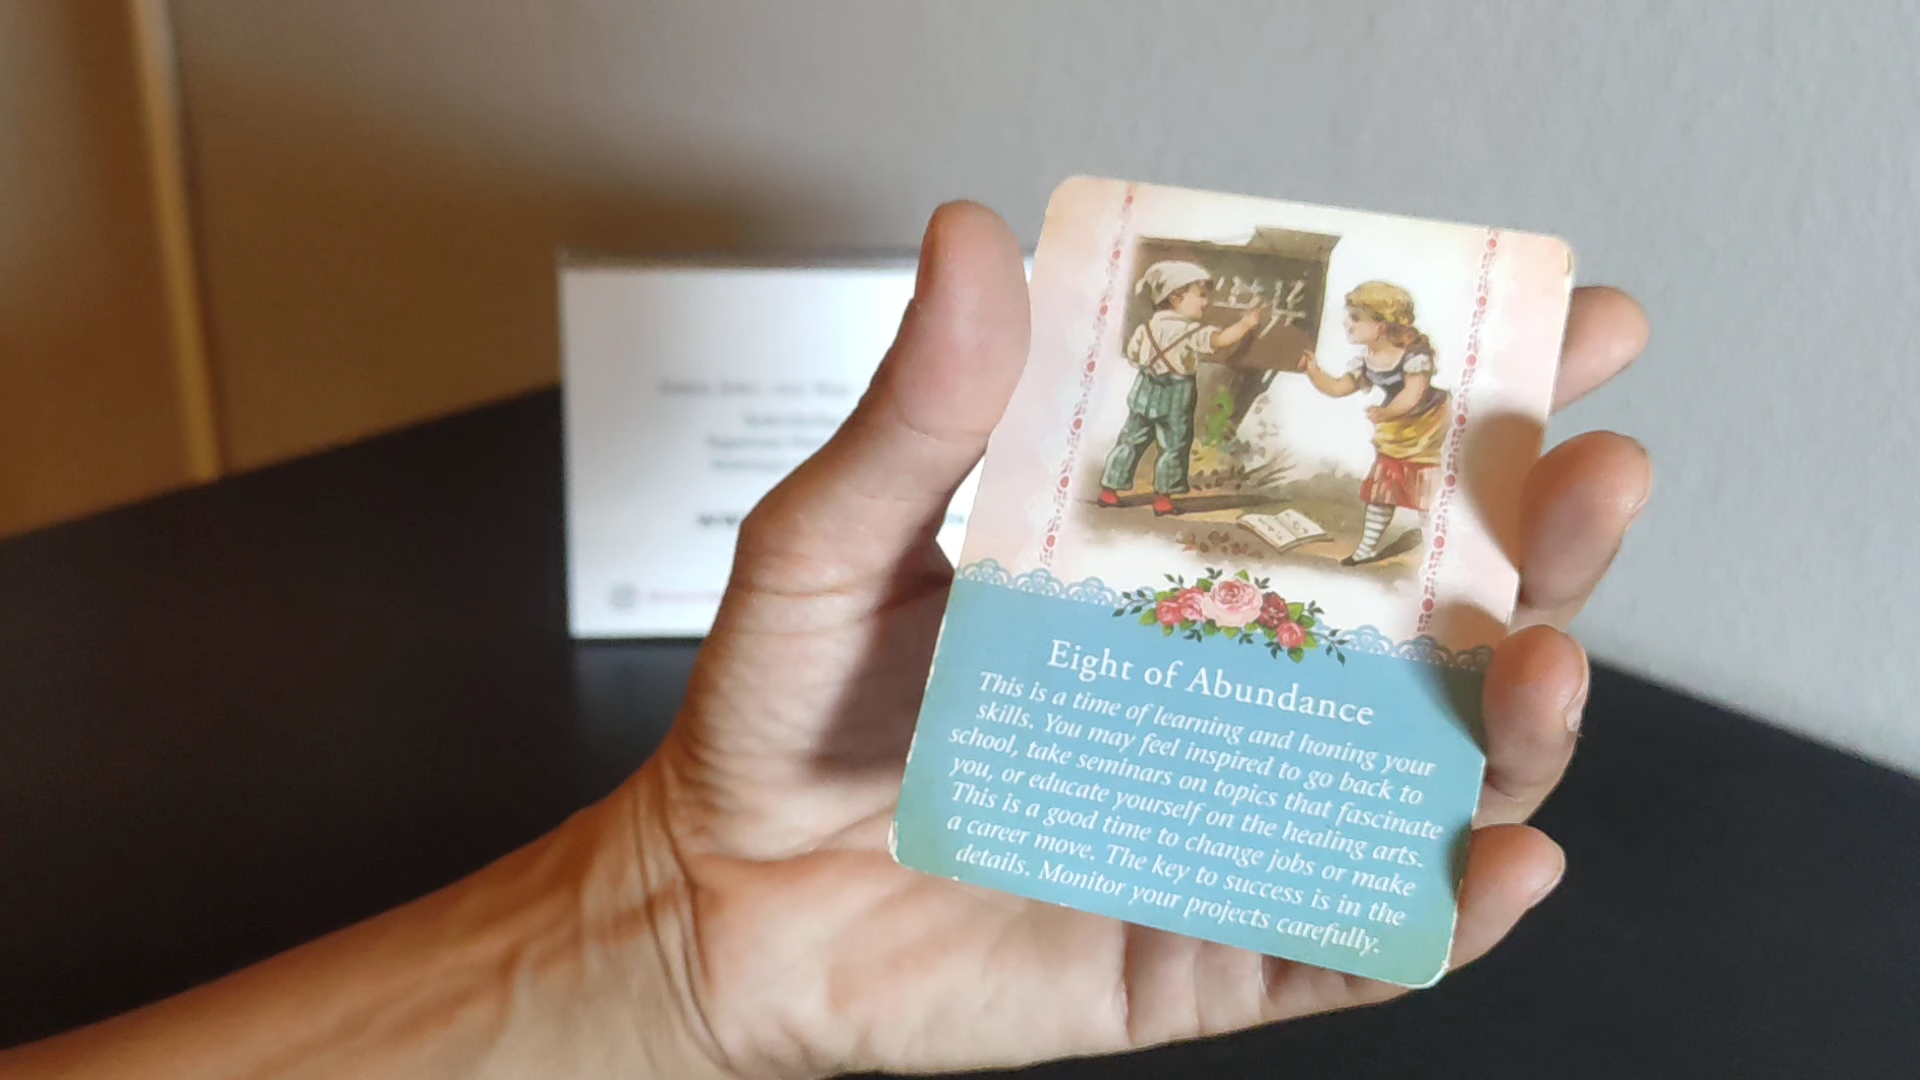 Eight of Abundance
This is a time of learning and honing your
skills. You may feel inspired to go back to
school, take seminars on topics that fascinate
you, or educate yourself on the healing arts.
This is a good time to change jobs or make
a career move. The key to success is in the
details. Monitor your projects carefully.